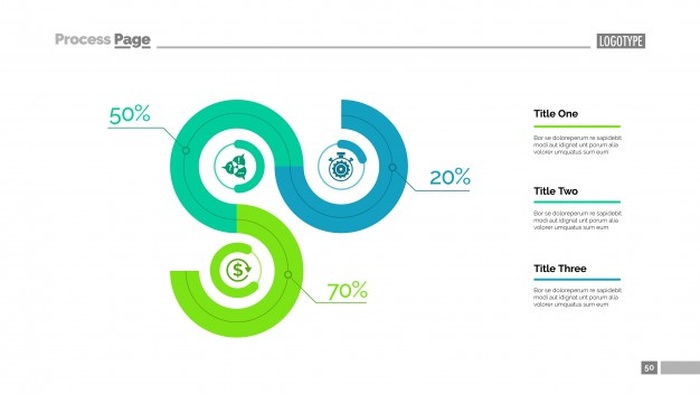 Process Page
LOGOTYPE
50%
20%
70%
Title One
Bor se doloreperum re sapidebit
modi aut idignat unt porum alia
volorer umquatus sum eum
Title Two
Bor se doloreperum re sapidebit
modi aut idignat unt porum alia
volorer umquatus sum eum
Title Three
Bor se doloreperum re sapidebit
modi aut idignat unt porum alia
volorer umquatus sum eum
$
50